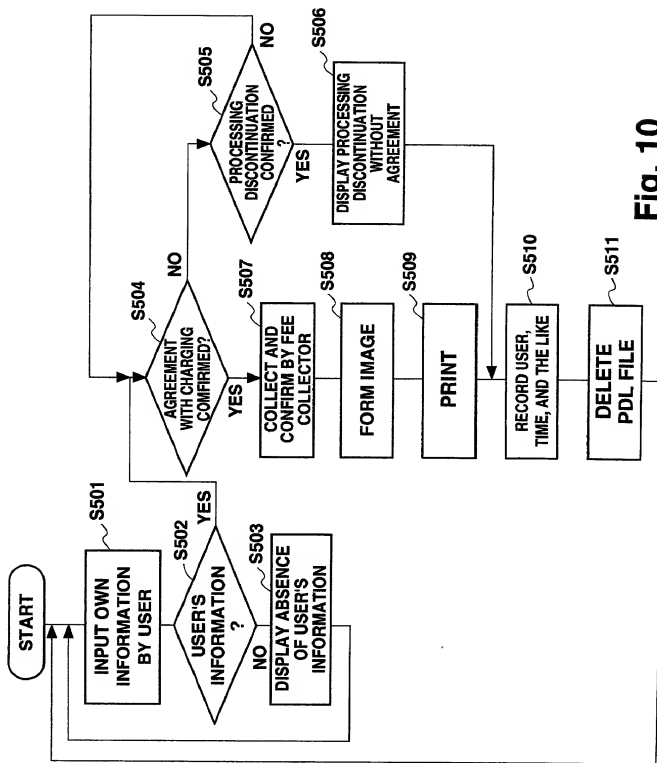 START
S501
INPUT OWN
INFORMATION
BY USER
S502
USER'S
INFORMATION
?
YES
NO
S503
DISPLAY ABSENCE
OF USER'S
INFORMATION
S504
AGREEMENT
WITH CHARGING
COMFIRMED?
NO
YES
S505
PROCESSING
DISCONTINUATION
CONFIRMED
?
NO
YES
S506
DISPLAY PROCESSING
DISCONTINUATION
WITHOUT
AGREEMENT
S507
COLLECT AND
CONFIRM BY FEE
COLLECTOR
S508
FORM IMAGE
S509
PRINT
S510
RECORD USER,
TIME, AND THE LIKE
S511
DELETE
PDL FILE
Fig. 10